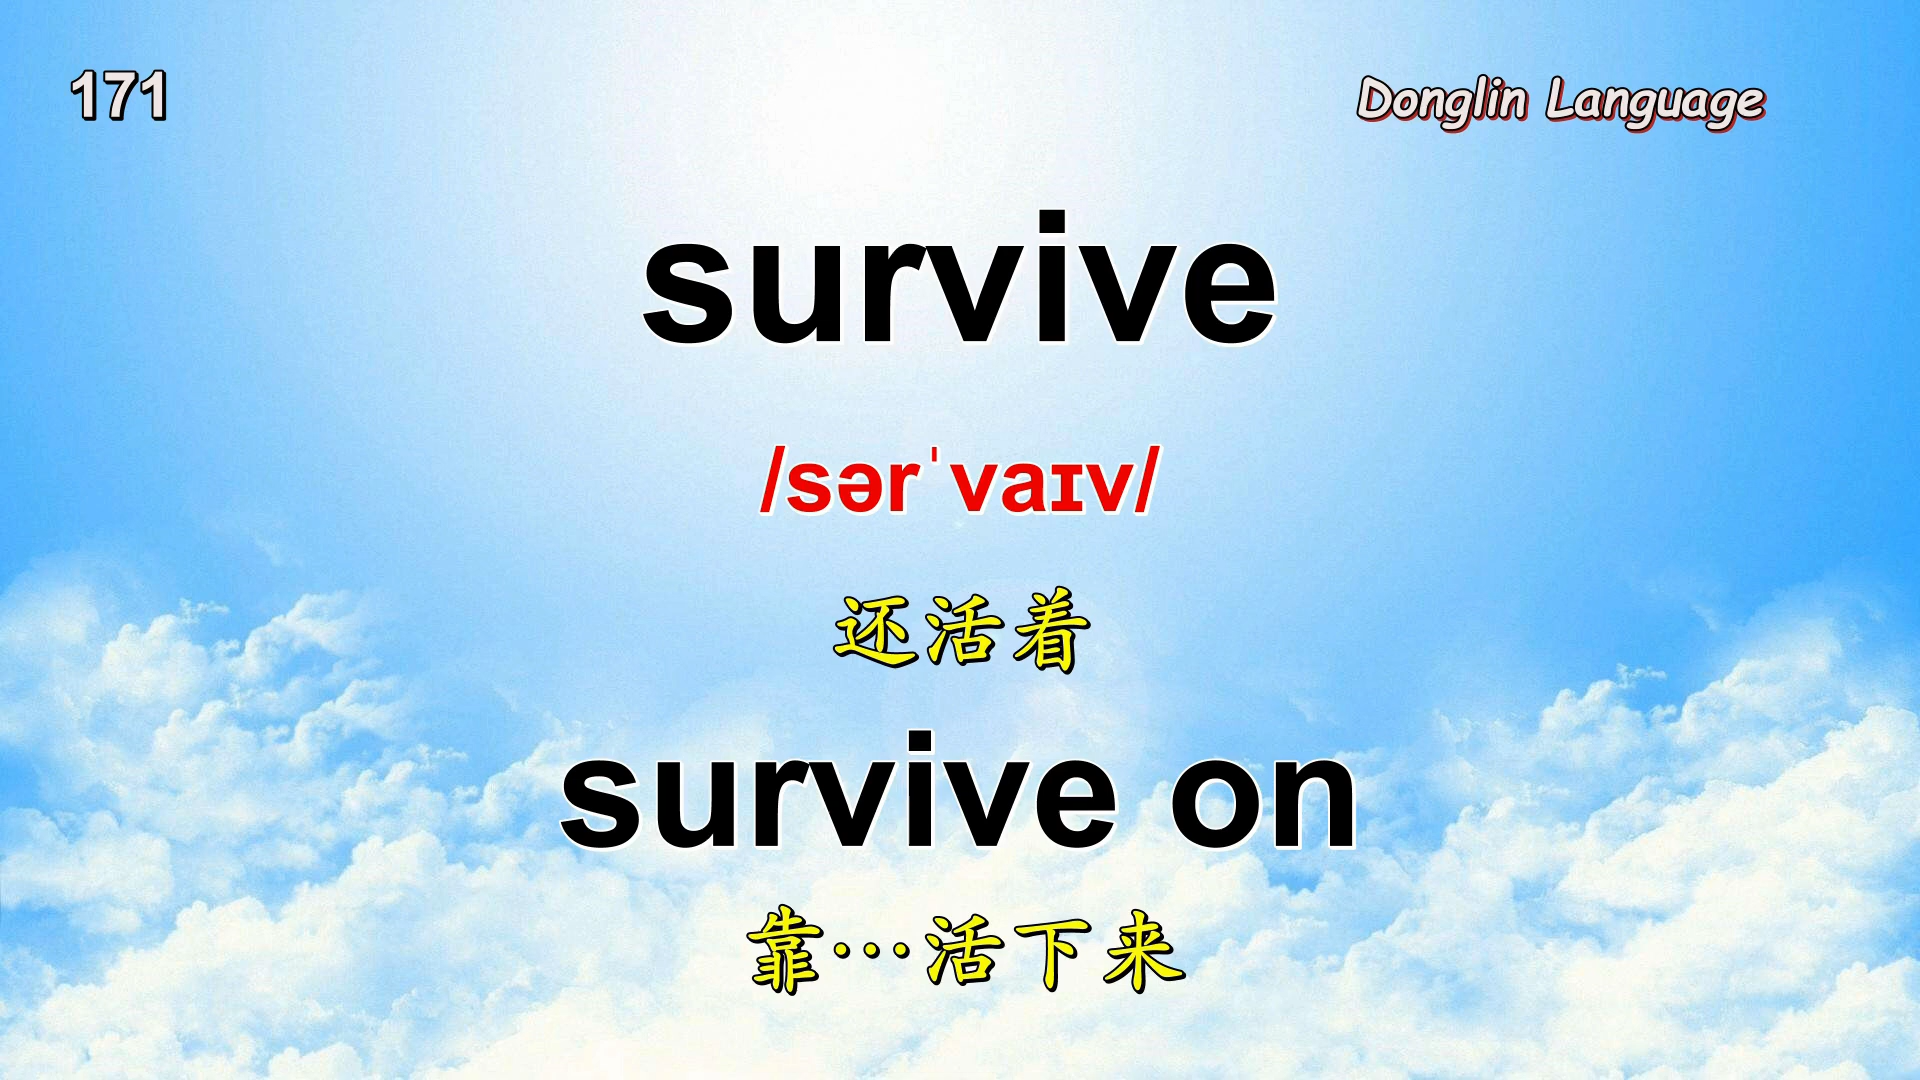 171
Donglin Language
survive
/sərˈvaɪv/
还活着
survive on
靠…活下来